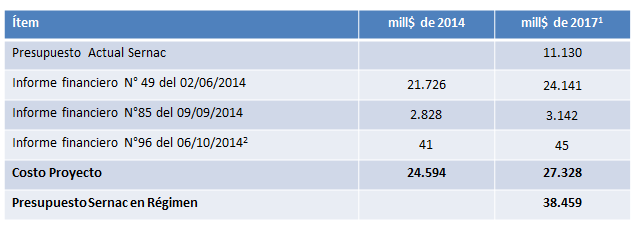 Ítem mill$ de 2014 mill$ de 2017¹
Presupuesto Actual Sernac 11.130
Informe financiero N° 49 del 02/06/2014 21.726 24.141
Informe financiero N°85 del 09/09/2014 2.828 3.142
Informe financiero N°96 del 06/10/2014² 41 45
Costo Proyecto 24.594 27.328
Presupuesto Sernac en Régimen 38.459